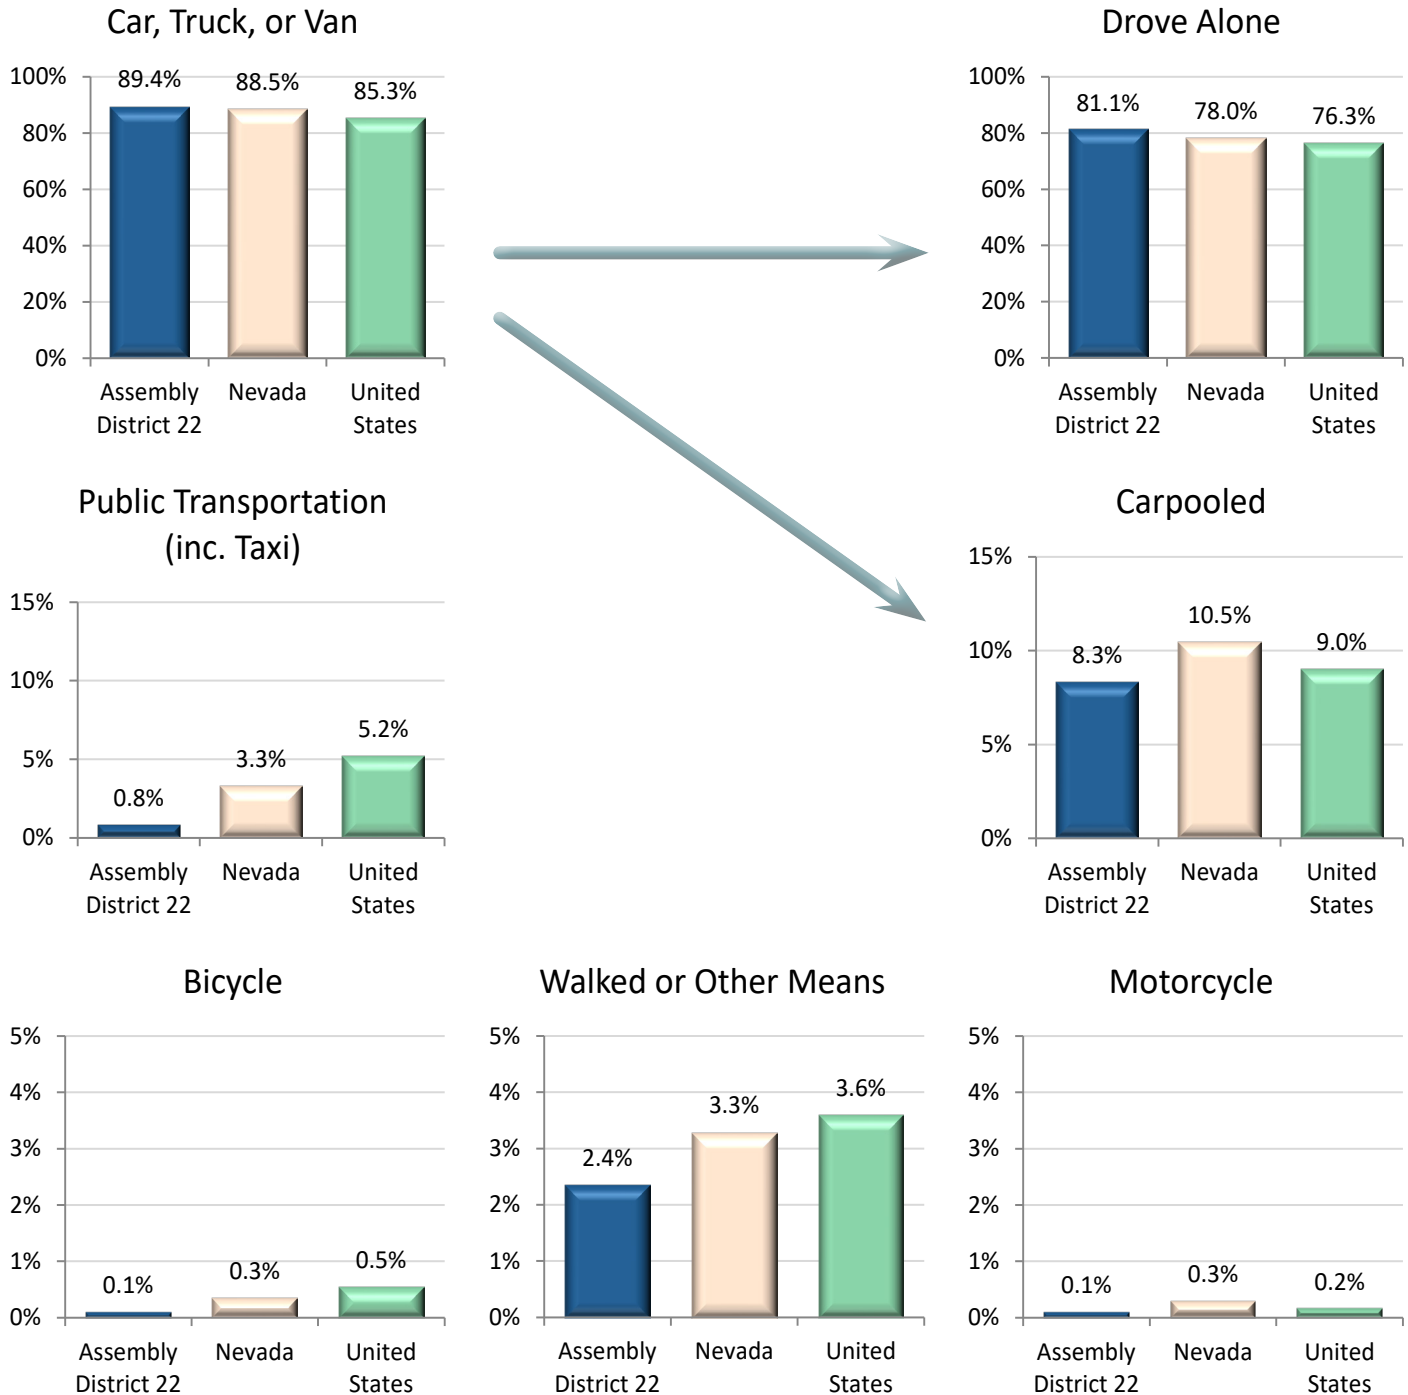 Car, Truck, or Van
100%
80%
60%
40%
20%
0%
89.4%
88.5%
85.3%
Assembly
District 22
Nevada
United
States
Drove Alone
100%
80%
60%
40%
20%
0%
81.1%
78.0%
76.3%
Assembly
District 22
Nevada
United
States
Public Transportation
(inc. Taxi)
15%
10%
5%
0%
0.8%
3.3%
5.2%
Assembly
District 22
Nevada
United
States
Carpooled
15%
10%
5%
0%
8.3%
10.5%
9.0%
Assembly
District 22
Nevada
United
States
Bicycle
5%
4%
3%
2%
1%
0%
0.1%
0.3%
0.5%
Assembly
District 22
Nevada
United
States
Walked or Other Means
5%
4%
3%
2%
1%
0%
2.4%
3.3%
3.6%
Assembly
District 22
Nevada
United
States
Motorcycle
5%
4%
3%
2%
1%
0%
0.1%
0.3%
0.2%
Assembly
District 22
Nevada
United
States